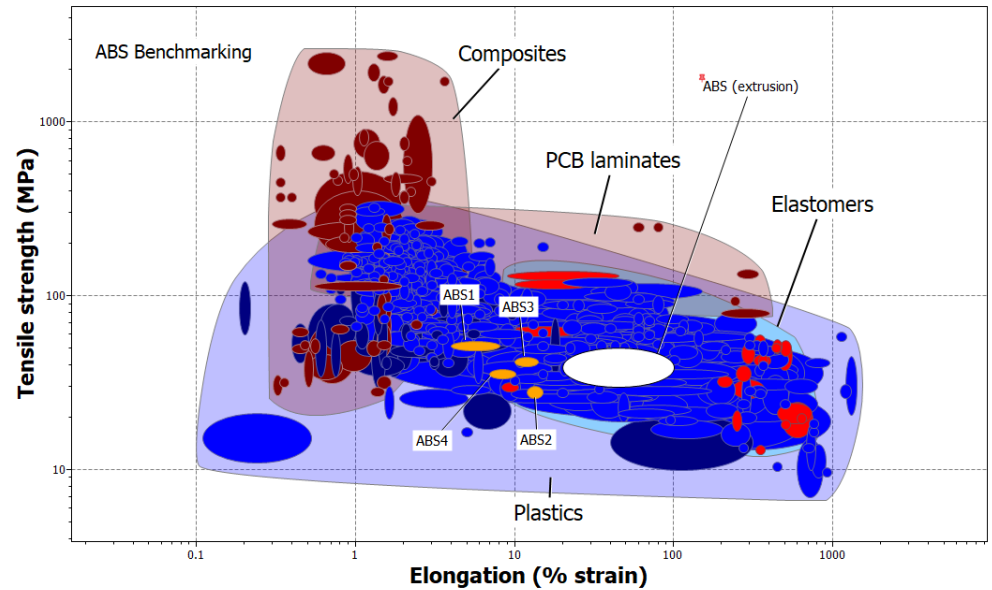 ABS Benchmarking
Composites
ABS (extrusion)
PCB laminates
Elastomers
ABS1
ABS3
ABS4
ABS2
Plastics
Tensile strength (MPa)
1000
100
10
0.1
1
10
100
1000
Elongation (% strain)